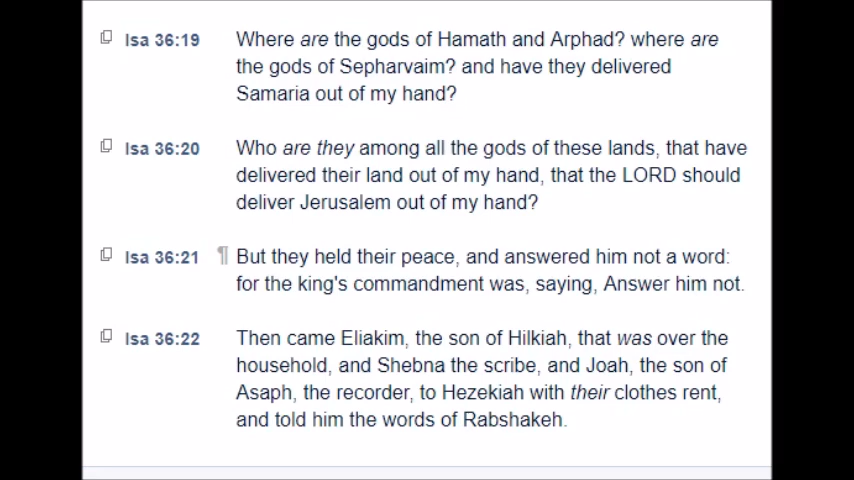 Isa 36:19 Where are the gods of Hamath and Arphad? where are
the gods of Sepharvaim? and have they delivered
Samaria out of my hand?
Isa 36:20 Who are they among all the gods of these lands, that have
delivered their land out of my hand, that the LORD should
deliver Jerusalem out of my hand?
Isa 36:21 ¶ But they held their peace, and answered him not a word:
for the king's commandment was, saying, Answer him not.
Isa 36:22 Then came Eliakim, the son of Hilkiah, that was over the
household, and Shebna the scribe, and Joah, the son of
Asaph, the recorder, to Hezekiah with their clothes rent,
and told him the words of Rabshakeh.